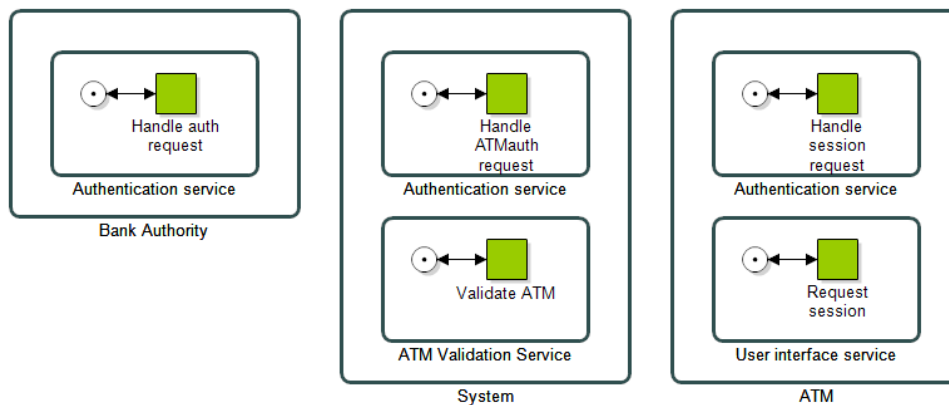 Handle auth
request
Authentication service
Bank Authority
Handle
ATMauth
request
Authentication service
Validate ATM
ATM Validation Service
System
Handle
session
request
Authentication service
Request
session
User interface service
ATM